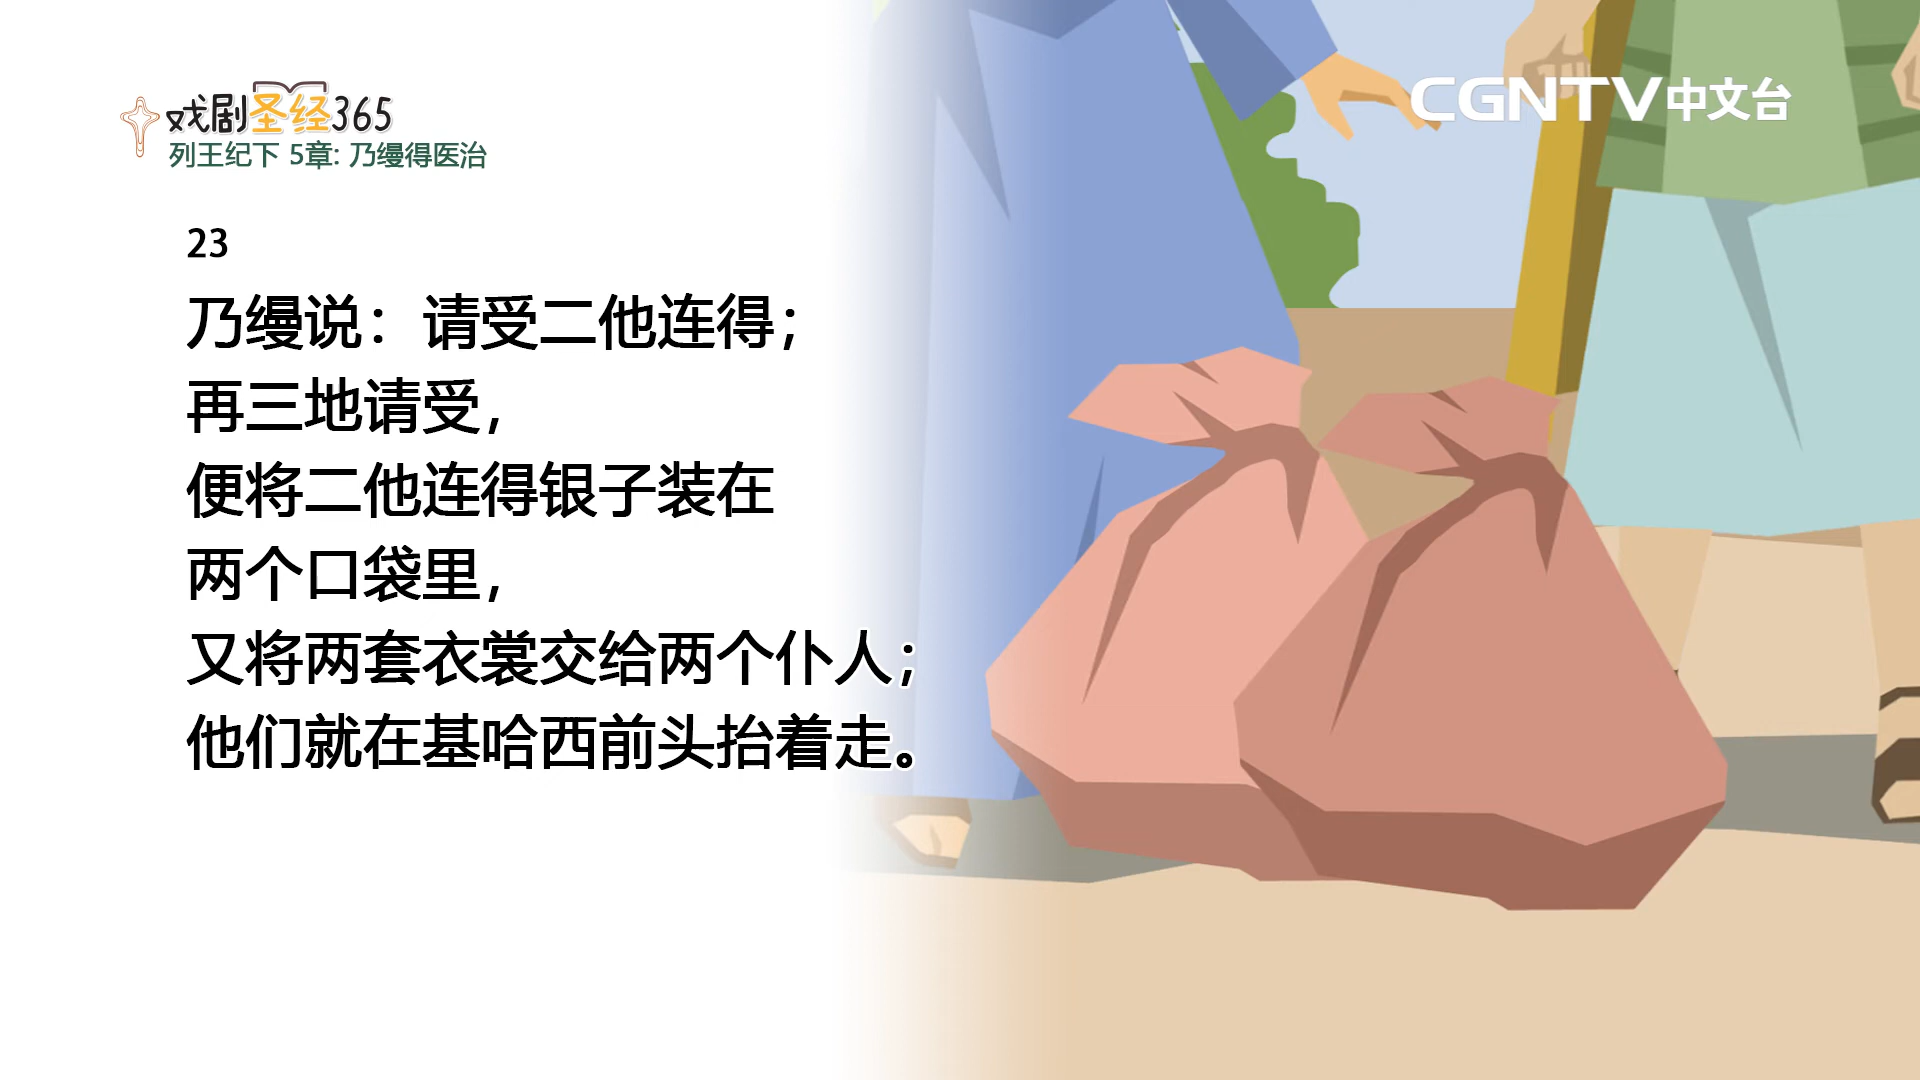 戏剧圣经365
CGNTV中文台
列王纪下 5章: 乃缦得医治
23
乃缦说：请受二他连得；
再三地请受，
便将二他连得银子装在
两个口袋里，
又将两套衣裳交给两个仆人；
他们就在基哈西前头抬着走。